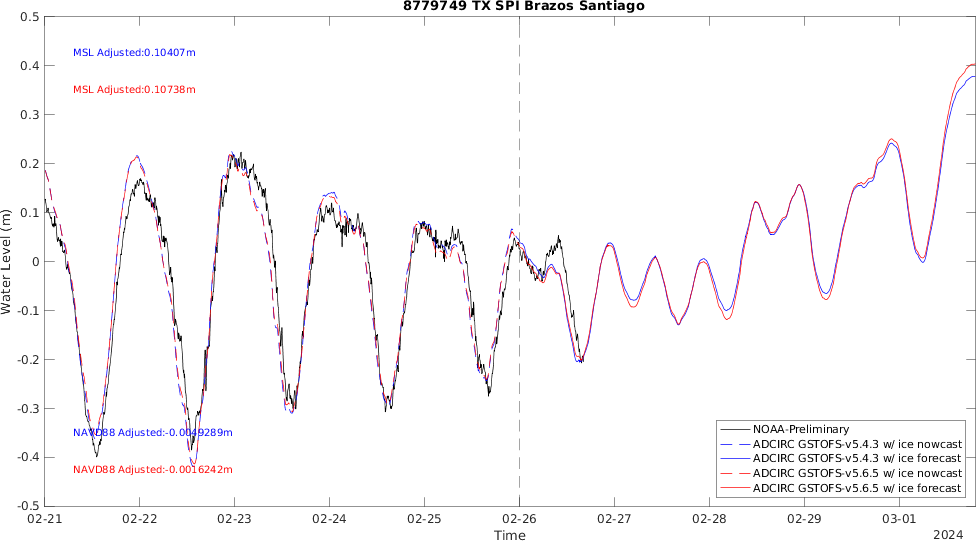 8779749 TX SPI Brazos Santiago
0.5
0.4
0.3
0.2
0.1
0
-0.1
-0.2
-0.3
-0.4
-0.5
Water Level (m)
MSL Adjusted:0.10407m
MSL Adjusted:0.10738m
NAVD88 Adjusted:-0.0049289m
NAVD88 Adjusted:-0.0016242m
NOAA-Preliminary
ADCIRC GSTOFS-v5.4.3 w/ ice nowcast
ADCIRC GSTOFS-v5.4.3 w/ ice forecast
ADCIRC GSTOFS-v5.6.5 w/ ice nowcast
ADCIRC GSTOFS-v5.6.5 w/ ice forecast
02-21 02-22 02-23 02-24 02-25 02-26 02-27 02-28 02-29 03-01
Time
2024